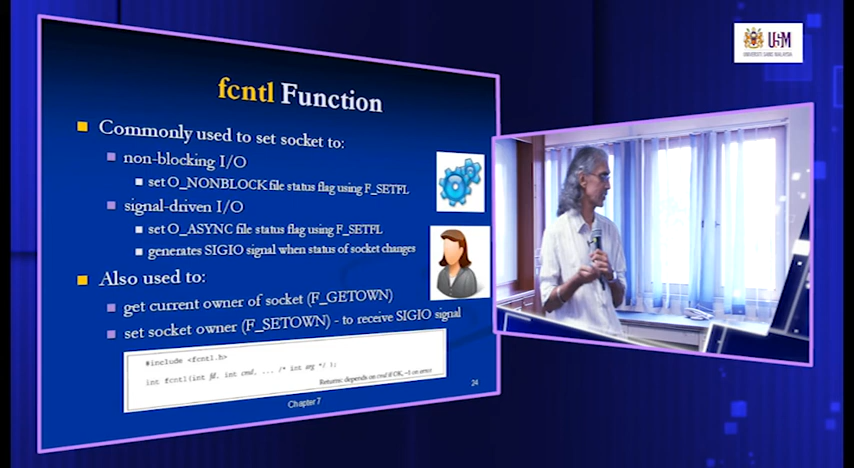 fcntl Function
Commonly used to set socket to:
non-blocking I/O
set O_NONBLOCK file status flag using F_SETFL
signal-driven I/O
set O_ASYNC file status flag using F_SETFL
generates SIGIO signal when status of socket changes
Also used to:
get current owner of socket (F_GETOWN)
set socket owner (F_SETOWN) - to receive SIGIO signal
#include <fcntl.h>
int fcntl(int fd, int cmd, ... /* int arg */ );
Returns: depends on cmd if OK, -1 on error
Chapter 7
24
USM
UNIVERSITI SAINS MALAYSIA